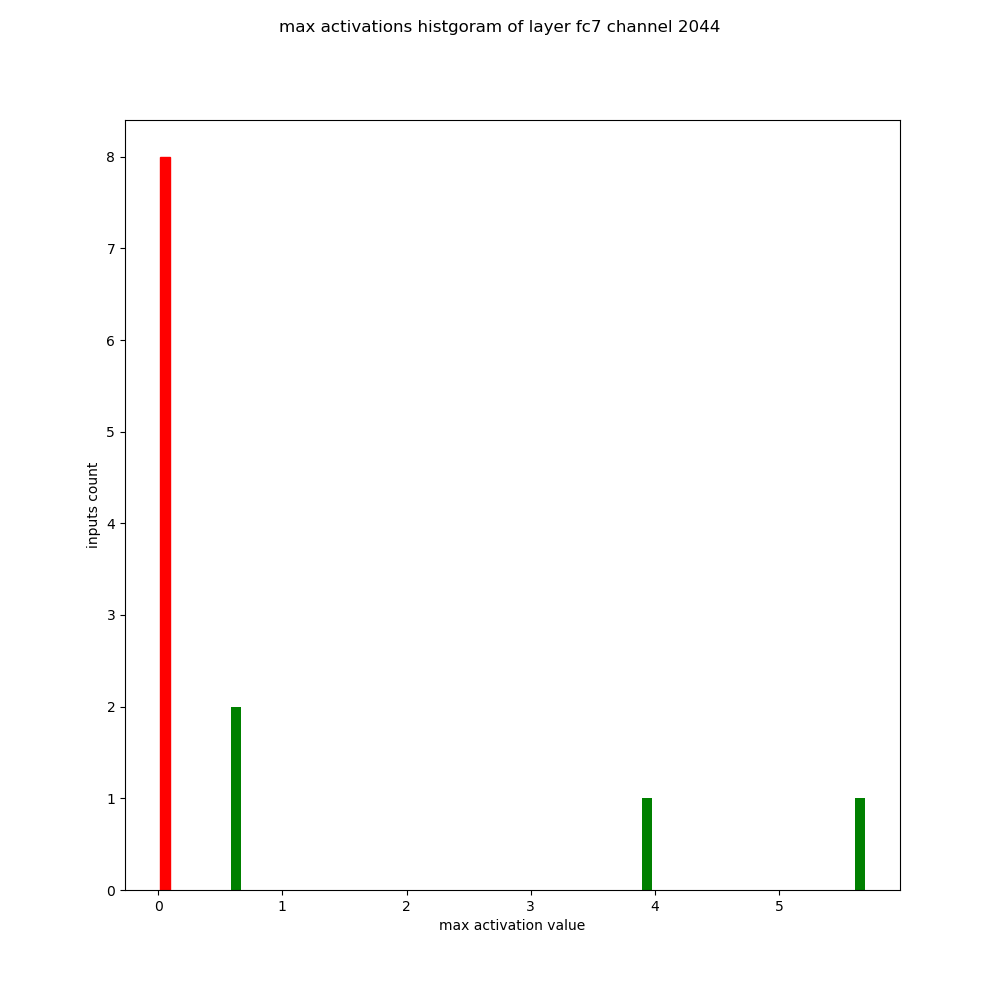 max activations histgoram of layer fc7 channel 2044
8
7
6
5
4
3
2
1
0
inputs count
0 1 2 3 4 5
max activation value